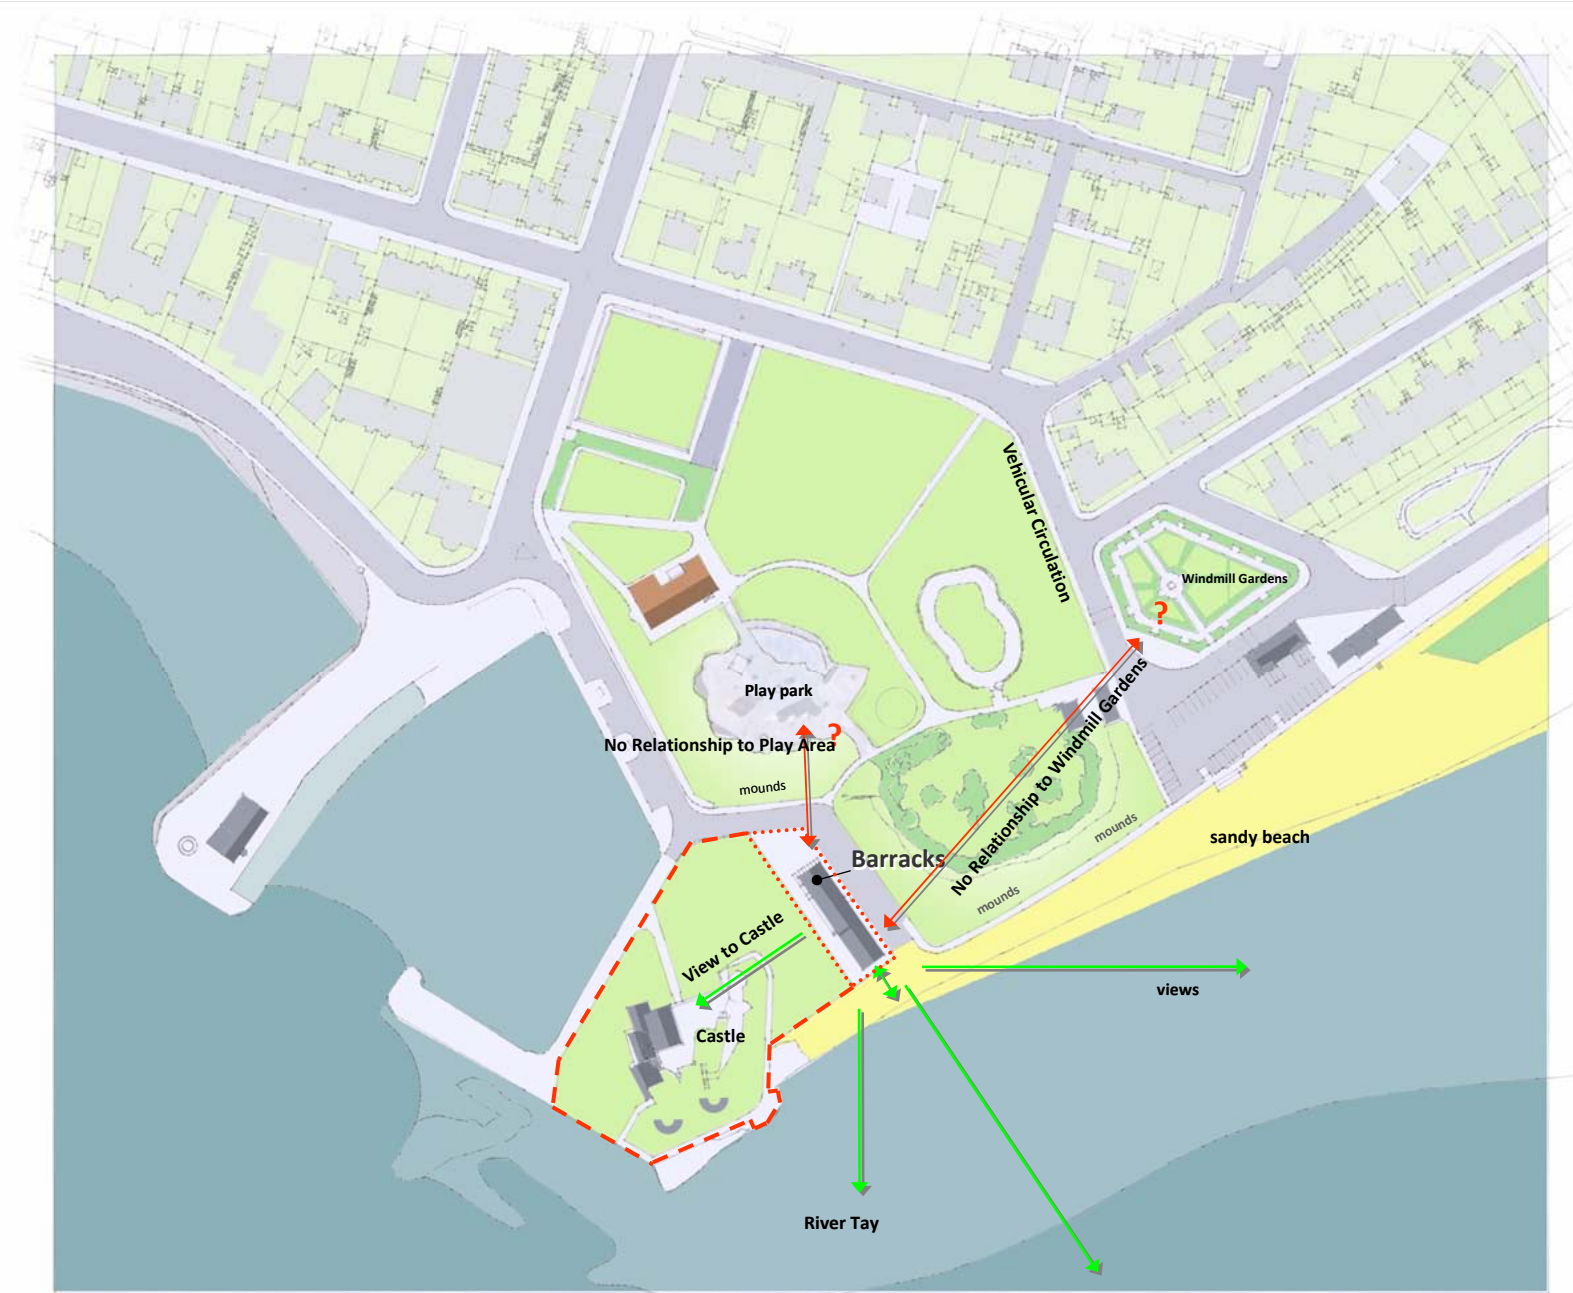 Vehicular Circulation
Windmill Gardens
?
Play park
?
No Relationship to Play Area
No Relationship to Windmill Gardens
mounds
mounds
sandy beach
Barracks
mounds
View to Castle
views
Castle
River Tay